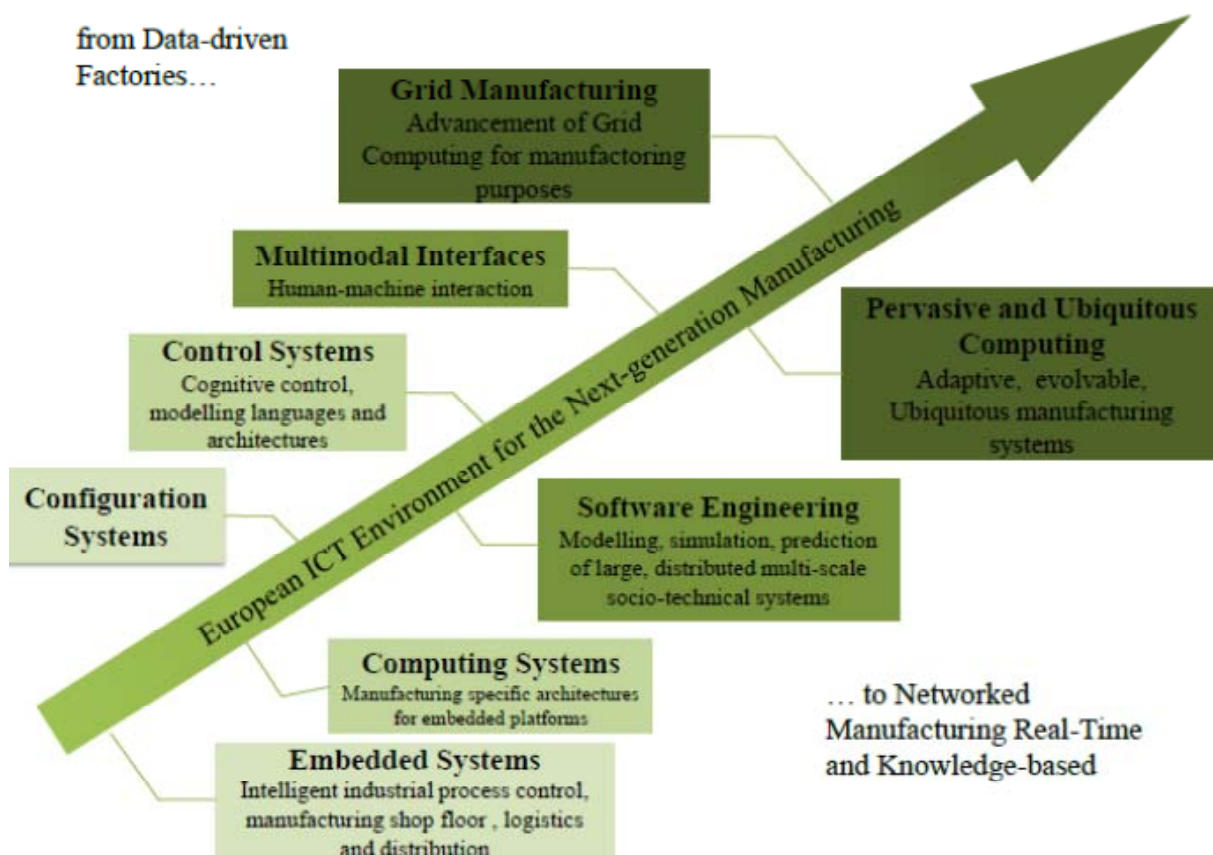 from Data-driven
Factories…
Grid Manufacturing
Advancement of Grid
Computing for manufactoring
purposes
Multimodal Interfaces
Human-machine interaction
Pervasive and Ubiquitous
Computing
Adaptive, evolvable,
Ubiquitous manufacturing
systems
Control Systems
Cognitive control,
modelling languages and
architectures
European ICT Environment for the Next-generation Manufacturing
Configuration
Systems
Software Engineering
Modelling, simulation, prediction
of large, distributed multi-scale
socio-technical systems
Computing Systems
Manufacturing specific architectures
for embedded platforms
… to Networked
Manufacturing Real-Time
and Knowledge-based
Embedded Systems
Intelligent industrial process control,
manufacturing shop floor , logistics
and distribution